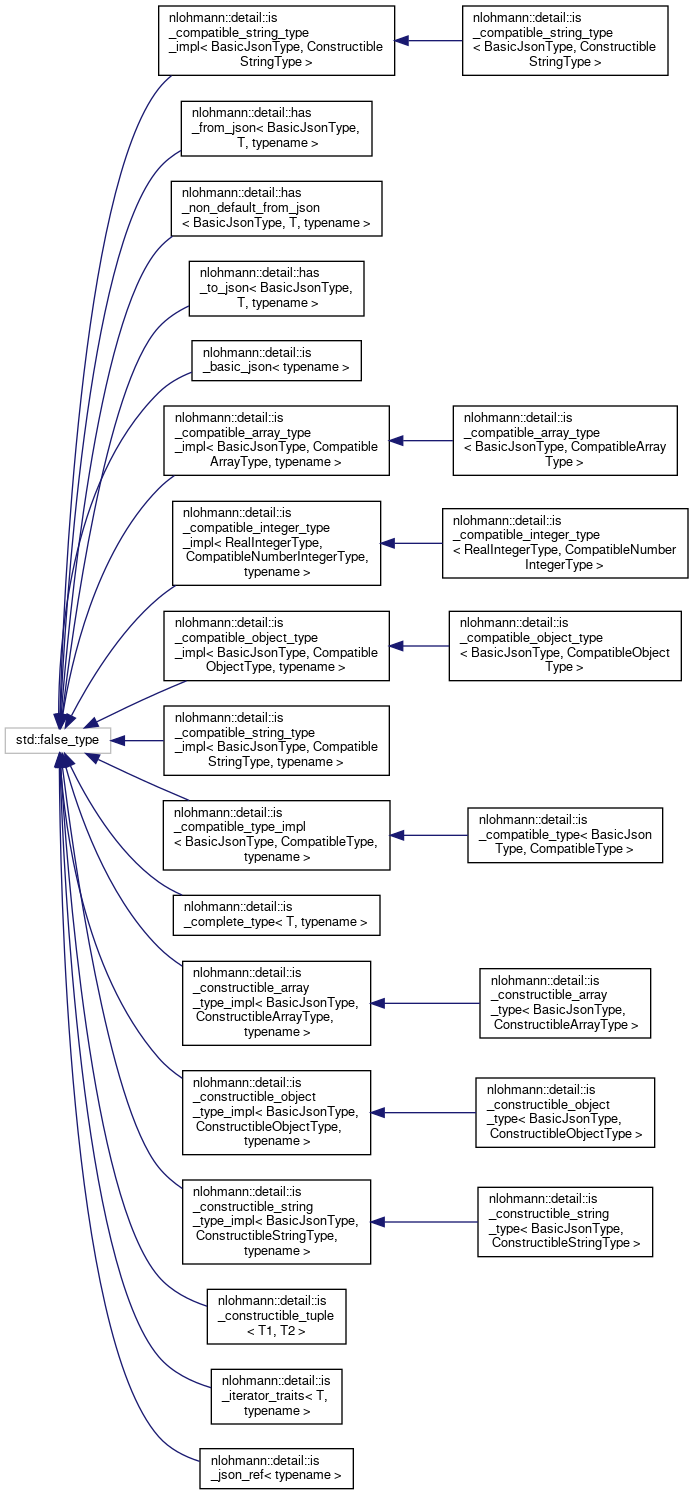 nlohmann::detail::is
_compatible_string_type
_impl< BasicJsonType, Constructible
StringType >
nlohmann::detail::is
_compatible_string_type
< BasicJsonType, Constructible
StringType >
nlohmann::detail::has
_from_json< BasicJsonType,
T, typename >
nlohmann::detail::has
_non_default_from_json
< BasicJsonType, T, typename >
nlohmann::detail::has
_to_json< BasicJsonType,
T, typename >
nlohmann::detail::is
_basic_json< typename >
nlohmann::detail::is
_compatible_array_type
_impl< BasicJsonType, Compatible
ArrayType, typename >
nlohmann::detail::is
_compatible_array_type
< BasicJsonType, CompatibleArray
Type >
nlohmann::detail::is
_compatible_integer_type
_impl< RealIntegerType,
CompatibleNumberIntegerType,
typename >
nlohmann::detail::is
_compatible_integer_type
< RealIntegerType, CompatibleNumber
IntegerType >
nlohmann::detail::is
_compatible_object_type
_impl< BasicJsonType, Compatible
ObjectType, typename >
nlohmann::detail::is
_compatible_object_type
< BasicJsonType, CompatibleObject
Type >
std::false_type
nlohmann::detail::is
_compatible_string_type
_impl< BasicJsonType, Compatible
StringType, typename >
nlohmann::detail::is
_compatible_type_impl
< BasicJsonType, CompatibleType,
typename >
nlohmann::detail::is
_compatible_type< BasicJson
Type, CompatibleType >
nlohmann::detail::is
_complete_type< T, typename >
nlohmann::detail::is
_constructible_array
_type_impl< BasicJsonType,
ConstructibleArrayType,
typename >
nlohmann::detail::is
_constructible_array
_type< BasicJsonType,
ConstructibleArrayType >
nlohmann::detail::is
_constructible_object
_type_impl< BasicJsonType,
ConstructibleObjectType,
typename >
nlohmann::detail::is
_constructible_object
_type< BasicJsonType,
ConstructibleObjectType >
nlohmann::detail::is
_constructible_string
_type_impl< BasicJsonType,
ConstructibleStringType,
typename >
nlohmann::detail::is
_constructible_string
_type< BasicJsonType,
ConstructibleStringType >
nlohmann::detail::is
_constructible_tuple
< T1, T2 >
nlohmann::detail::is
_iterator_traits< T,
typename >
nlohmann::detail::is
_json_ref< typename >